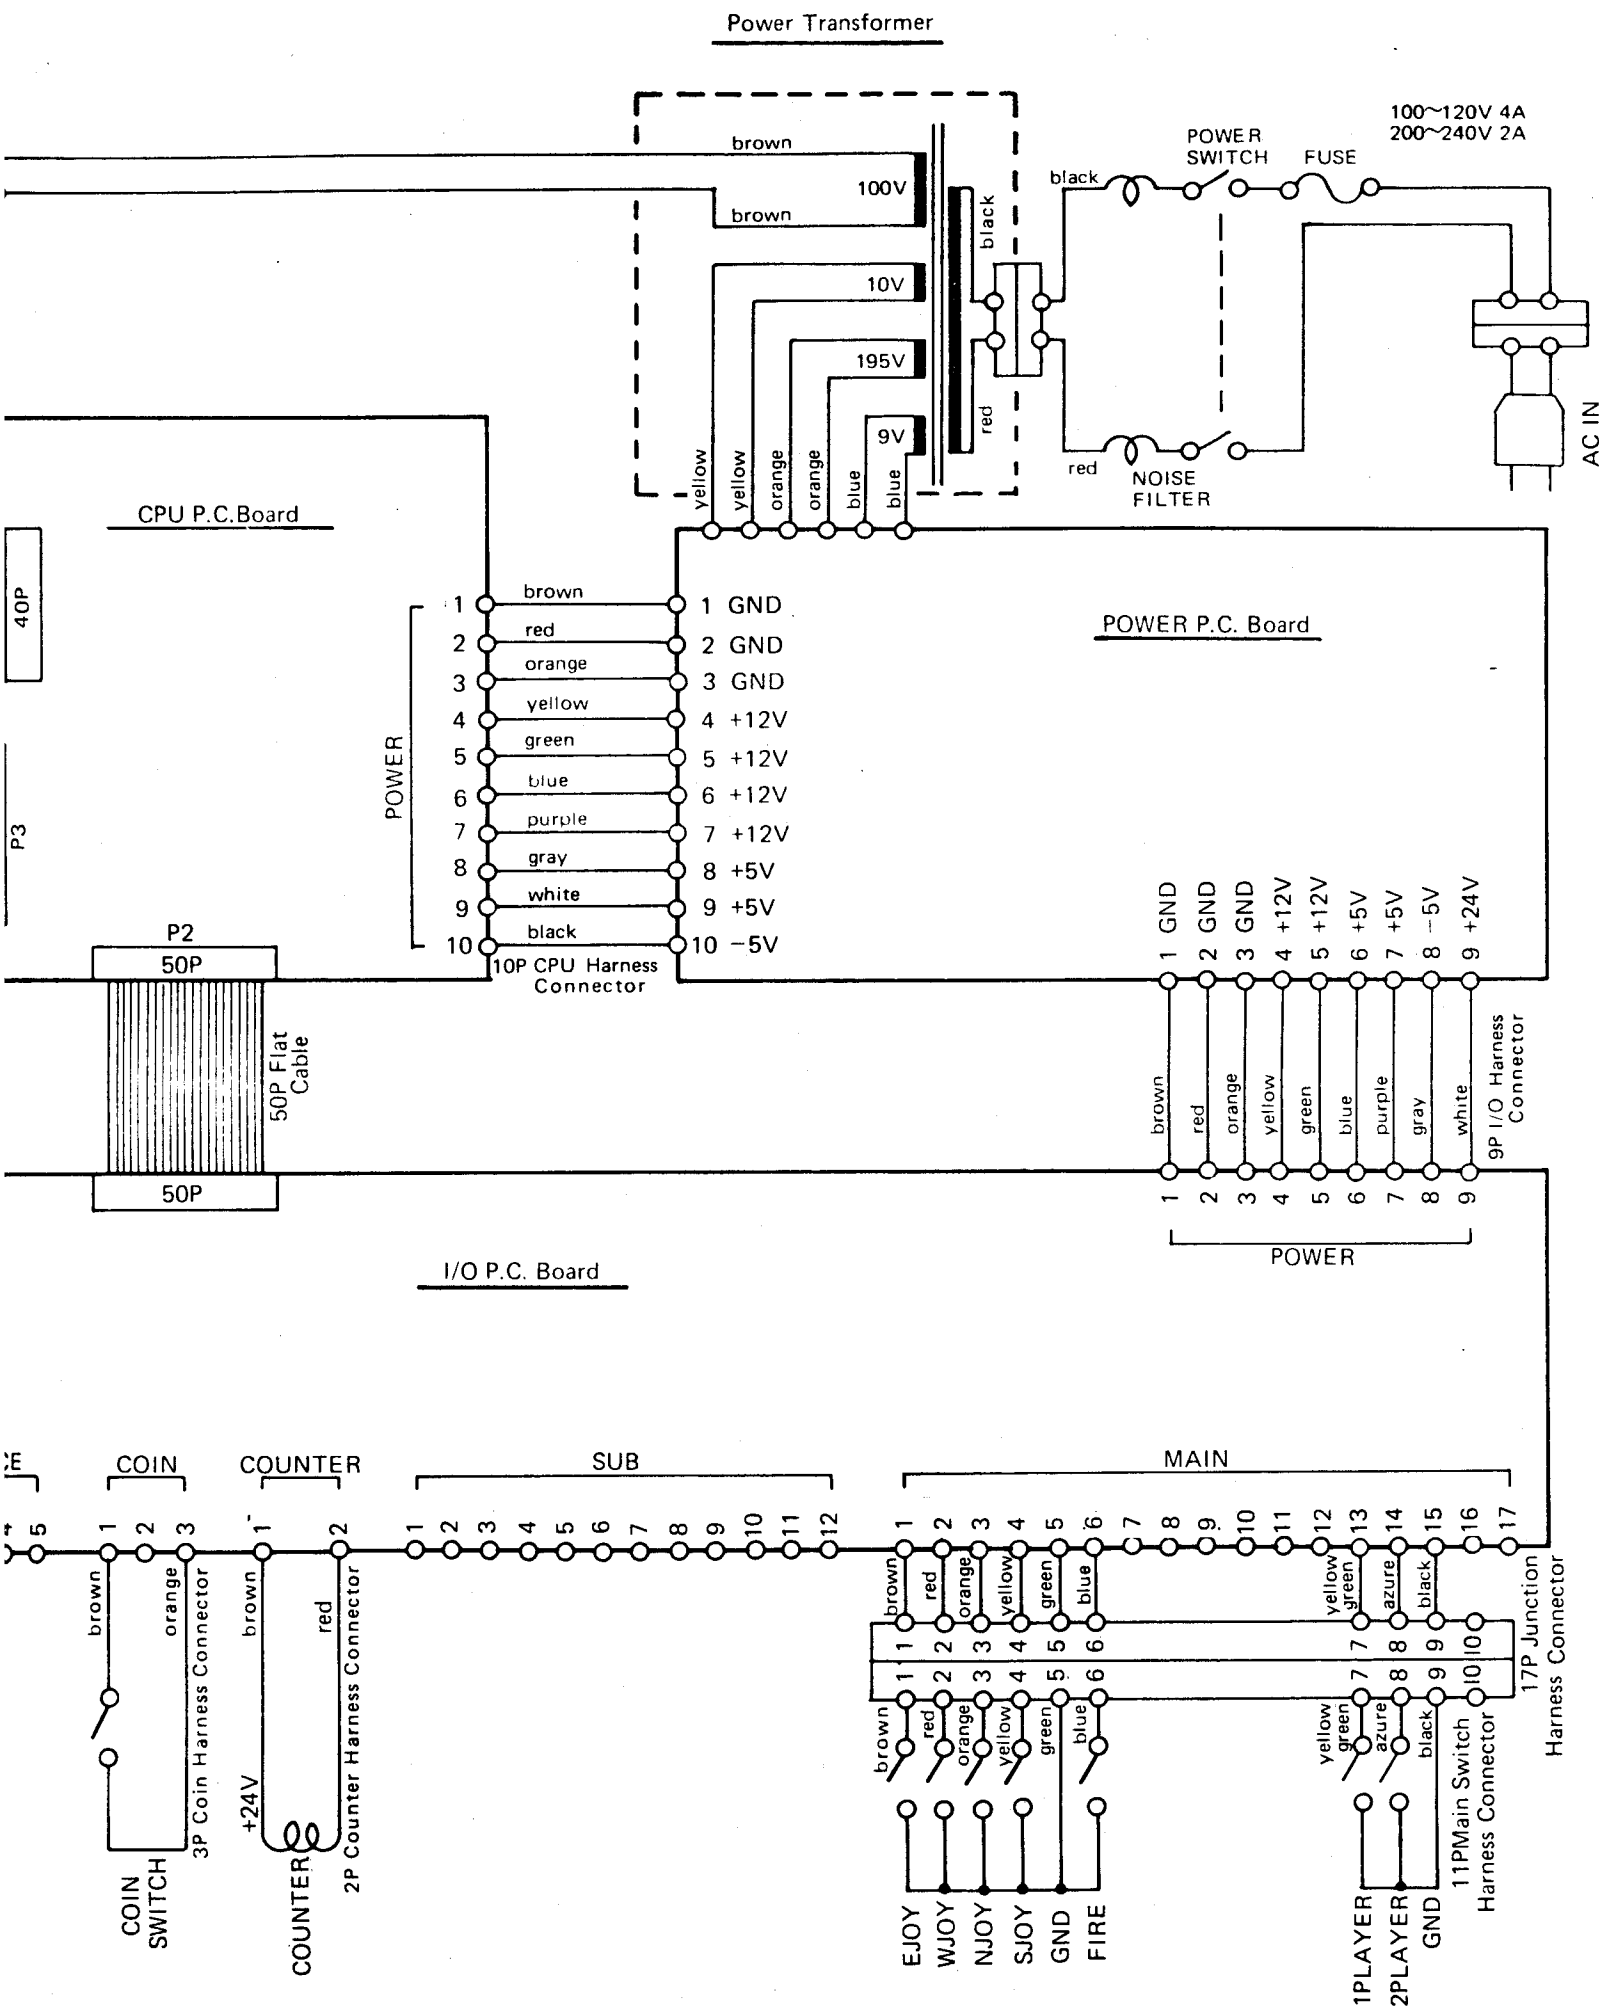 Power Transformer
100~120V 4A
200~240V 2A
POWER
SWITCH
FUSE
brown
100V
brown
black
black
10V
195V
9V
red
red
NOISE
FILTER
AC IN
yellow
yellow
orange
orange
blue
blue
CPU P.C.Board
40P
P3
POWER P.C. Board
POWER
1 brown 1 GND
2 red 2 GND
3 orange 3 GND
4 yellow 4 +12V
5 green 5 +12V
6 blue 6 +12V
7 purple 7 +12V
8 gray 8 +5V
9 white 9 +5V
10 black 10 −5V
10P CPU Harness
Connector
P2
50P
50P Flat
Cable
50P
1 GND
2 GND
3 GND
4 +12V
5 +12V
6 +5V
7 +5V
8 −5V
9 +24V
brown
red
orange
yellow
green
blue
purple
gray
white
9P I/O Harness
Connector
1 2 3 4 5 6 7 8 9
POWER
I/O P.C. Board
COIN
COUNTER
SUB
MAIN
5
1 2 3
1 2
1 2 3 4 5 6 7 8 9 10 11 12
1 2 3 4 5 6 7 8 9 10 11 12 13 14 15 16 17
brown
orange
3P Coin Harness Connector
brown
red
2P Counter Harness Connector
+24V
COIN
SWITCH
COUNTER
brown
red
orange
yellow
green
blue
yellow
green
azure
black
17P Junction
Harness Connector
1 2 3 4 5 6 7 8 9 10
1 2 3 4 5 6 7 8 9 10
brown
red
orange
yellow
green
blue
yellow
green
azure
black
11PMain Switch
Harness Connector
EJOY
WJOY
NJOY
SJOY
GND
FIRE
1PLAYER
2PLAYER
GND